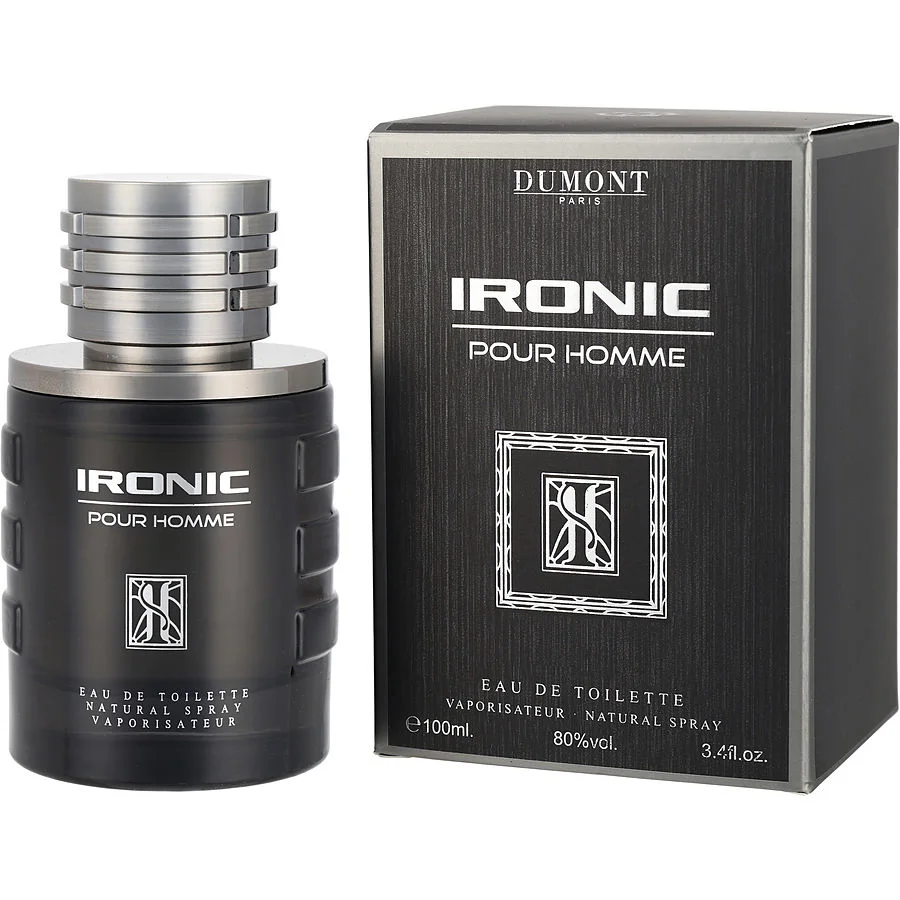 IRONIC
POUR HOMME
EAU DE TOILETTE
NATURAL SPRAY
VAPORISATEUR
DUMONT
PARIS
IRONIC
POUR HOMME
EAU DE TOILETTE
VAPORISATEUR · NATURAL SPRAY
℮100ml.
80%vol.
3.4fl.oz.